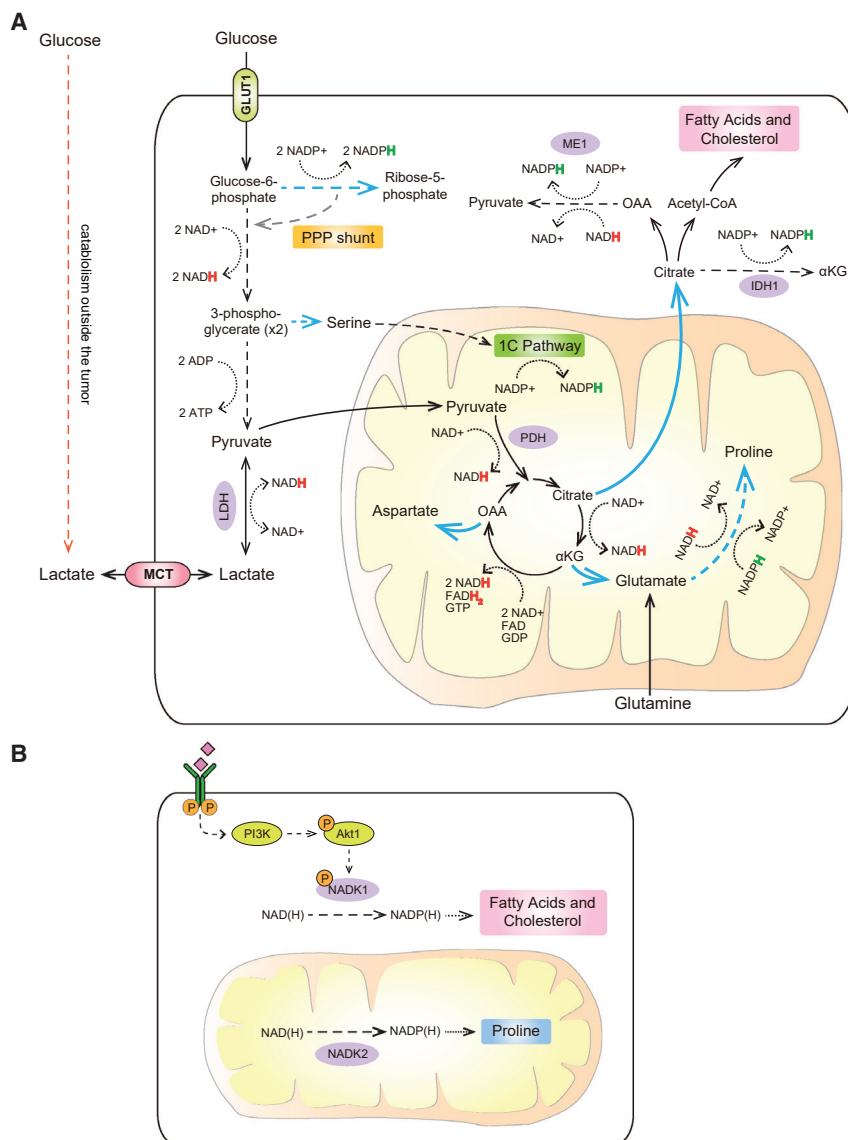 A
Glucose
Glucose
GLUT1
catablolism outside the tumor
2 NADP+
2 NADPH
Glucose-6-
phosphate
Ribose-5-
phosphate
PPP shunt
2 NAD+
2 NADH
3-phospho-
glycerate (x2)
Serine
2 ADP
2 ATP
Pyruvate
LDH
NADH
NAD+
Lactate
MCT
Lactate
Fatty Acids and
Cholesterol
ME1
NADPH
NADP+
Pyruvate
OAA
Acetyl-CoA
NAD+
NADH
NADP+
NADPH
Citrate
αKG
IDH1
1C Pathway
NADP+
NADPH
Pyruvate
NAD+
PDH
NADH
Citrate
OAA
Aspartate
NAD+
NADH
αKG
Glutamate
2 NADH
FADH2
GTP
2 NAD+
FAD
GDP
Proline
NAD+
NADH
NADP+
NADPH
Glutamine
B
P
P
PI3K
P
Akt1
P
NADK1
NAD(H)
NADP(H)
Fatty Acids and
Cholesterol
NAD(H)
NADP(H)
Proline
NADK2